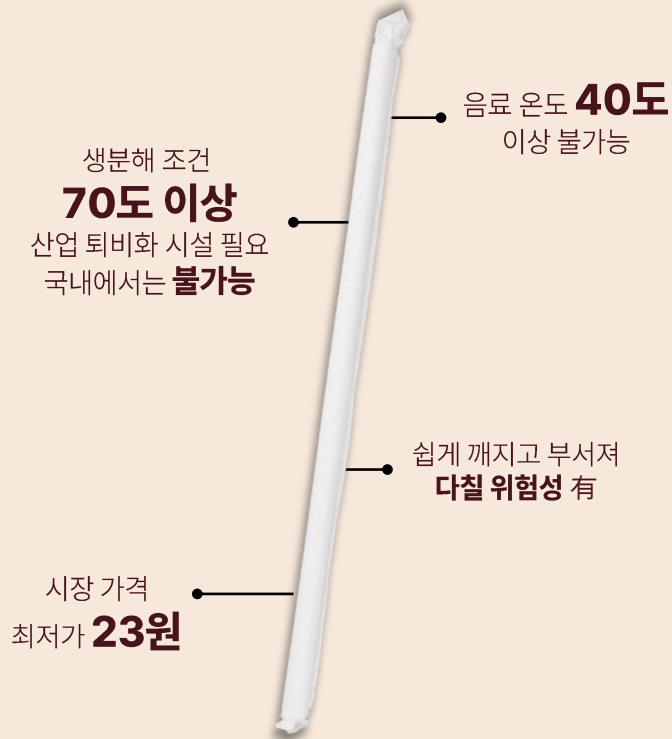 음료 온도 40도
이상 불가능
생분해 조건
70도 이상
산업 퇴비화 시설 필요
국내에서는 불가능
쉽게 깨지고 부서져
다칠 위험성 有
시장 가격
최저가 23원